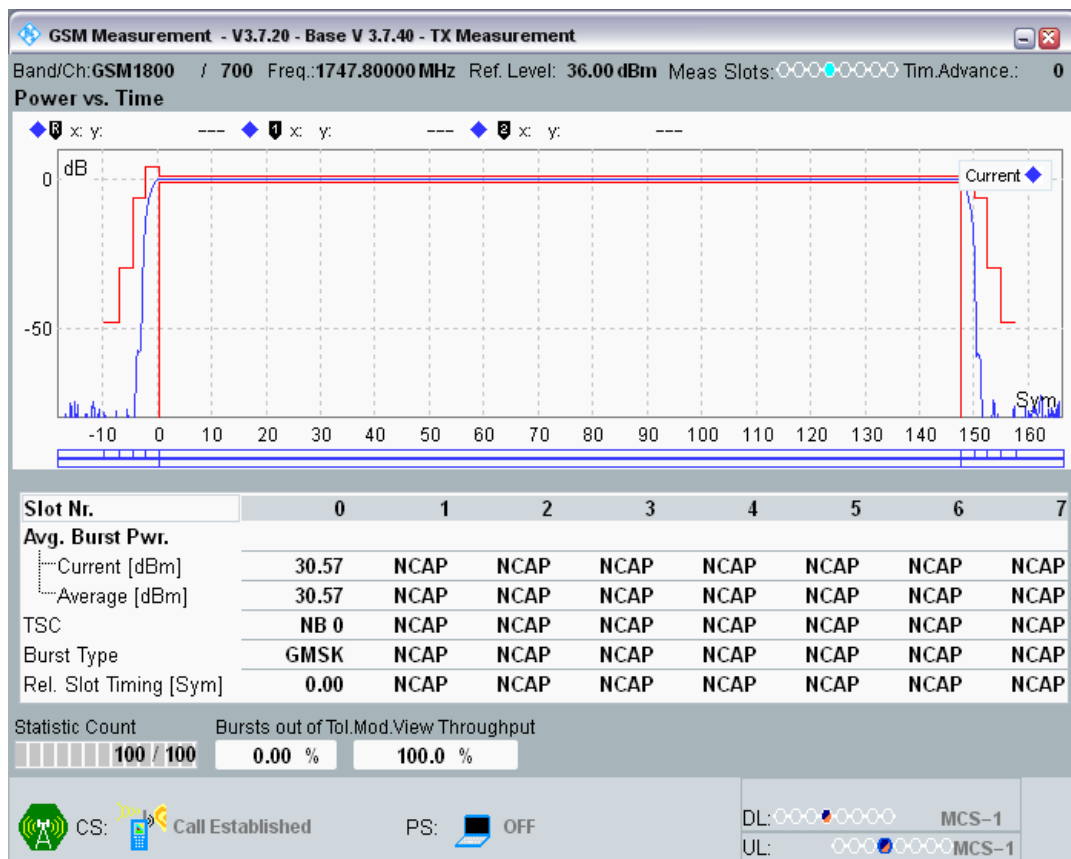 GSM Measurement - V3.7.20 - Base V 3.7.40 - TX Measurement
Band/Ch:GSM1800 / 700 Freq.:1747.80000 MHz Ref. Level: 36.00 dBm Meas Slots: Tim.Advance.: 0
Power vs. Time
R x: y: --- 1 x: y: --- 2 x: y: ---
dB
Current
0
-50
Sym
-10 0 10 20 30 40 50 60 70 80 90 100 110 120 130 140 150 160
Slot Nr. 0 1 2 3 4 5 6 7
Avg. Burst Pwr.
Current [dBm] 30.57 NCAP NCAP NCAP NCAP NCAP NCAP NCAP
Average [dBm] 30.57 NCAP NCAP NCAP NCAP NCAP NCAP NCAP
TSC NB 0 NCAP NCAP NCAP NCAP NCAP NCAP NCAP
Burst Type GMSK NCAP NCAP NCAP NCAP NCAP NCAP NCAP
Rel. Slot Timing [Sym] 0.00 NCAP NCAP NCAP NCAP NCAP NCAP NCAP
Statistic Count Bursts out of Tol. Mod.View Throughput
100 / 100 0.00 % 100.0 %
CS: Call Established PS: OFF
DL: MCS-1
UL: MCS-1